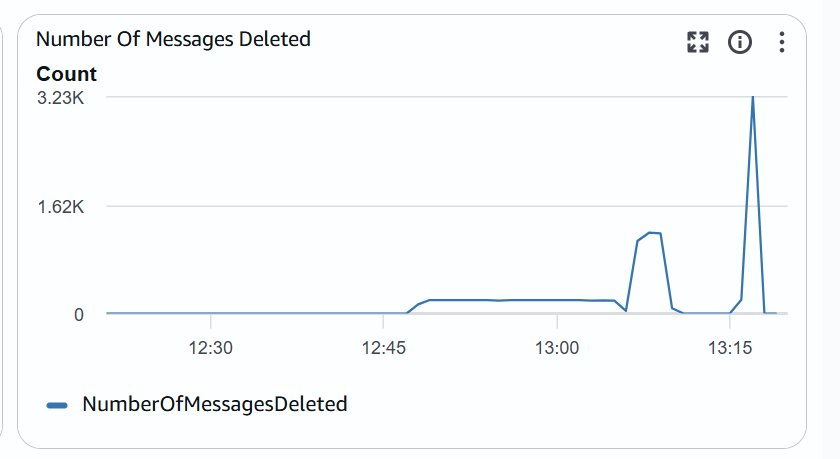 Number Of Messages Deleted
Count
3.23K
1.62K
0
12:30 12:45 13:00 13:15
NumberOfMessagesDeleted